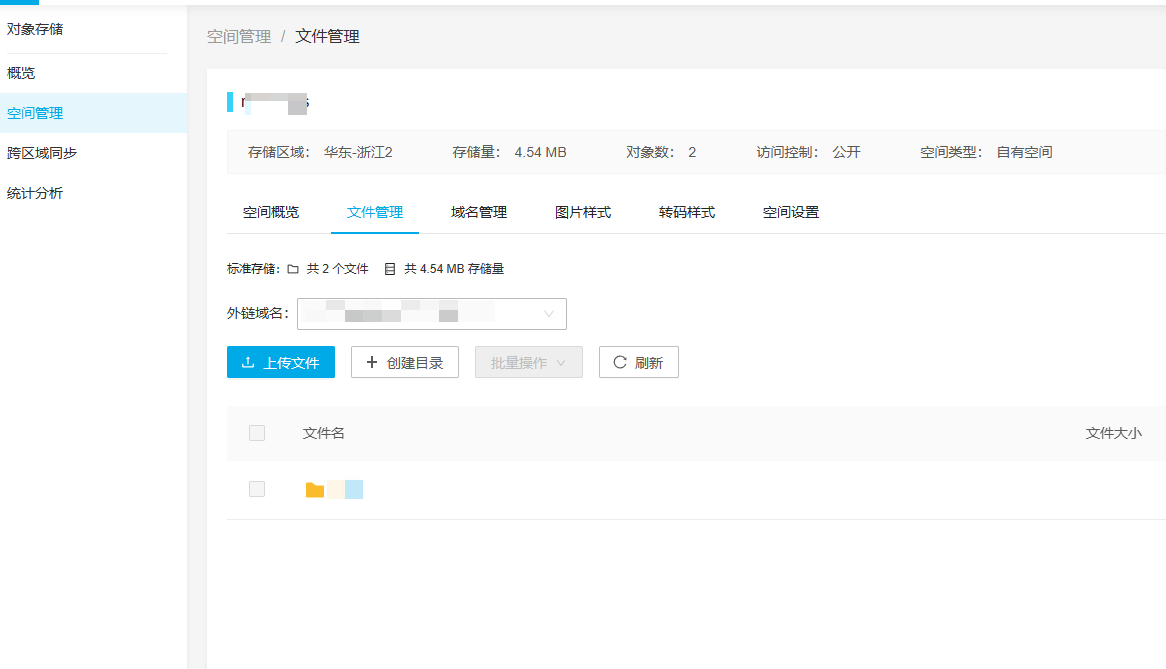 对象存储
概览
空间管理
跨区域同步
统计分析
空间管理 / 文件管理
存储区域： 华东-浙江2 存储量： 4.54 MB 对象数： 2 访问控制： 公开 空间类型： 自有空间
空间概览 文件管理 域名管理 图片样式 转码样式 空间设置
标准存储: 共 2 个文件 共 4.54 MB 存储量
外链域名:
上传文件 创建目录 批量操作 刷新
文件名 文件大小